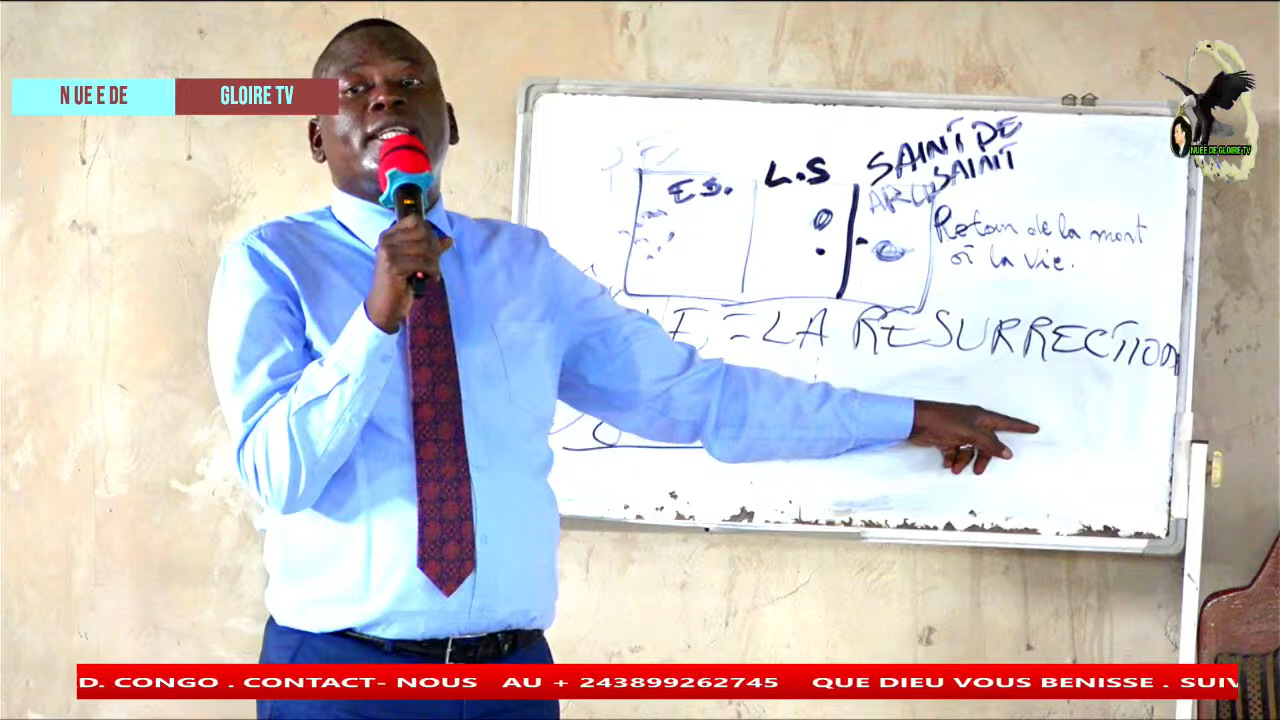 N UE E DE GLOIRE TV
NUEE DE GLOIRE TV
E S. L.S SAINT DE
SAINT
Retour de la mort
à la vie.
= LA RESURRECTION
D. CONGO . CONTACT- NOUS AU + 243899262745 QUE DIEU VOUS BENISSE . SUIV